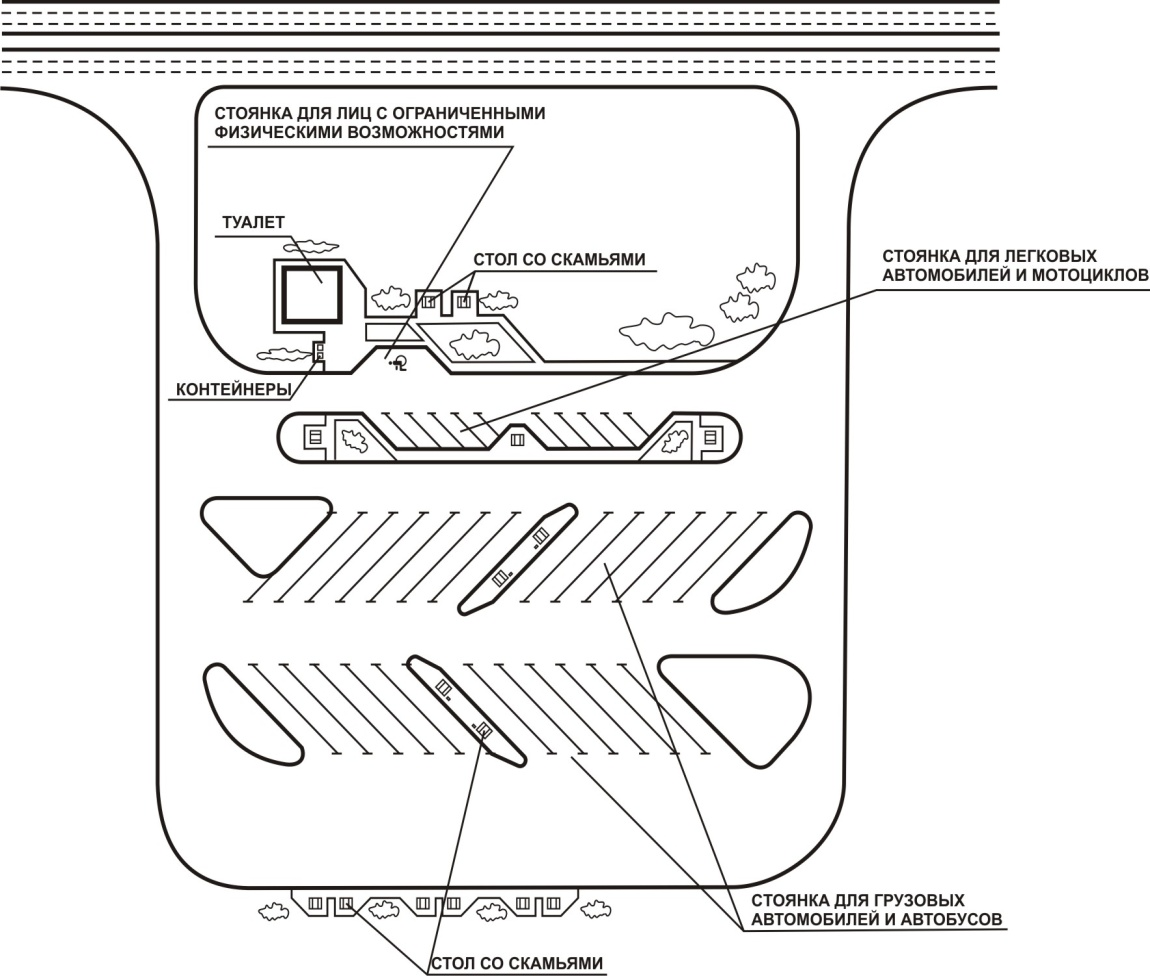 СТОЯНКА ДЛЯ ЛИЦ С ОГРАНИЧЕННЫМИ
ФИЗИЧЕСКИМИ ВОЗМОЖНОСТЯМИ
ТУАЛЕТ
СТОЛ СО СКАМЬЯМИ
СТОЯНКА ДЛЯ ЛЕГКОВЫХ
АВТОМОБИЛЕЙ И МОТОЦИКЛОВ
КОНТЕЙНЕРЫ
СТОЯНКА ДЛЯ ГРУЗОВЫХ
АВТОМОБИЛЕЙ И АВТОБУСОВ
СТОЛ СО СКАМЬЯМИ